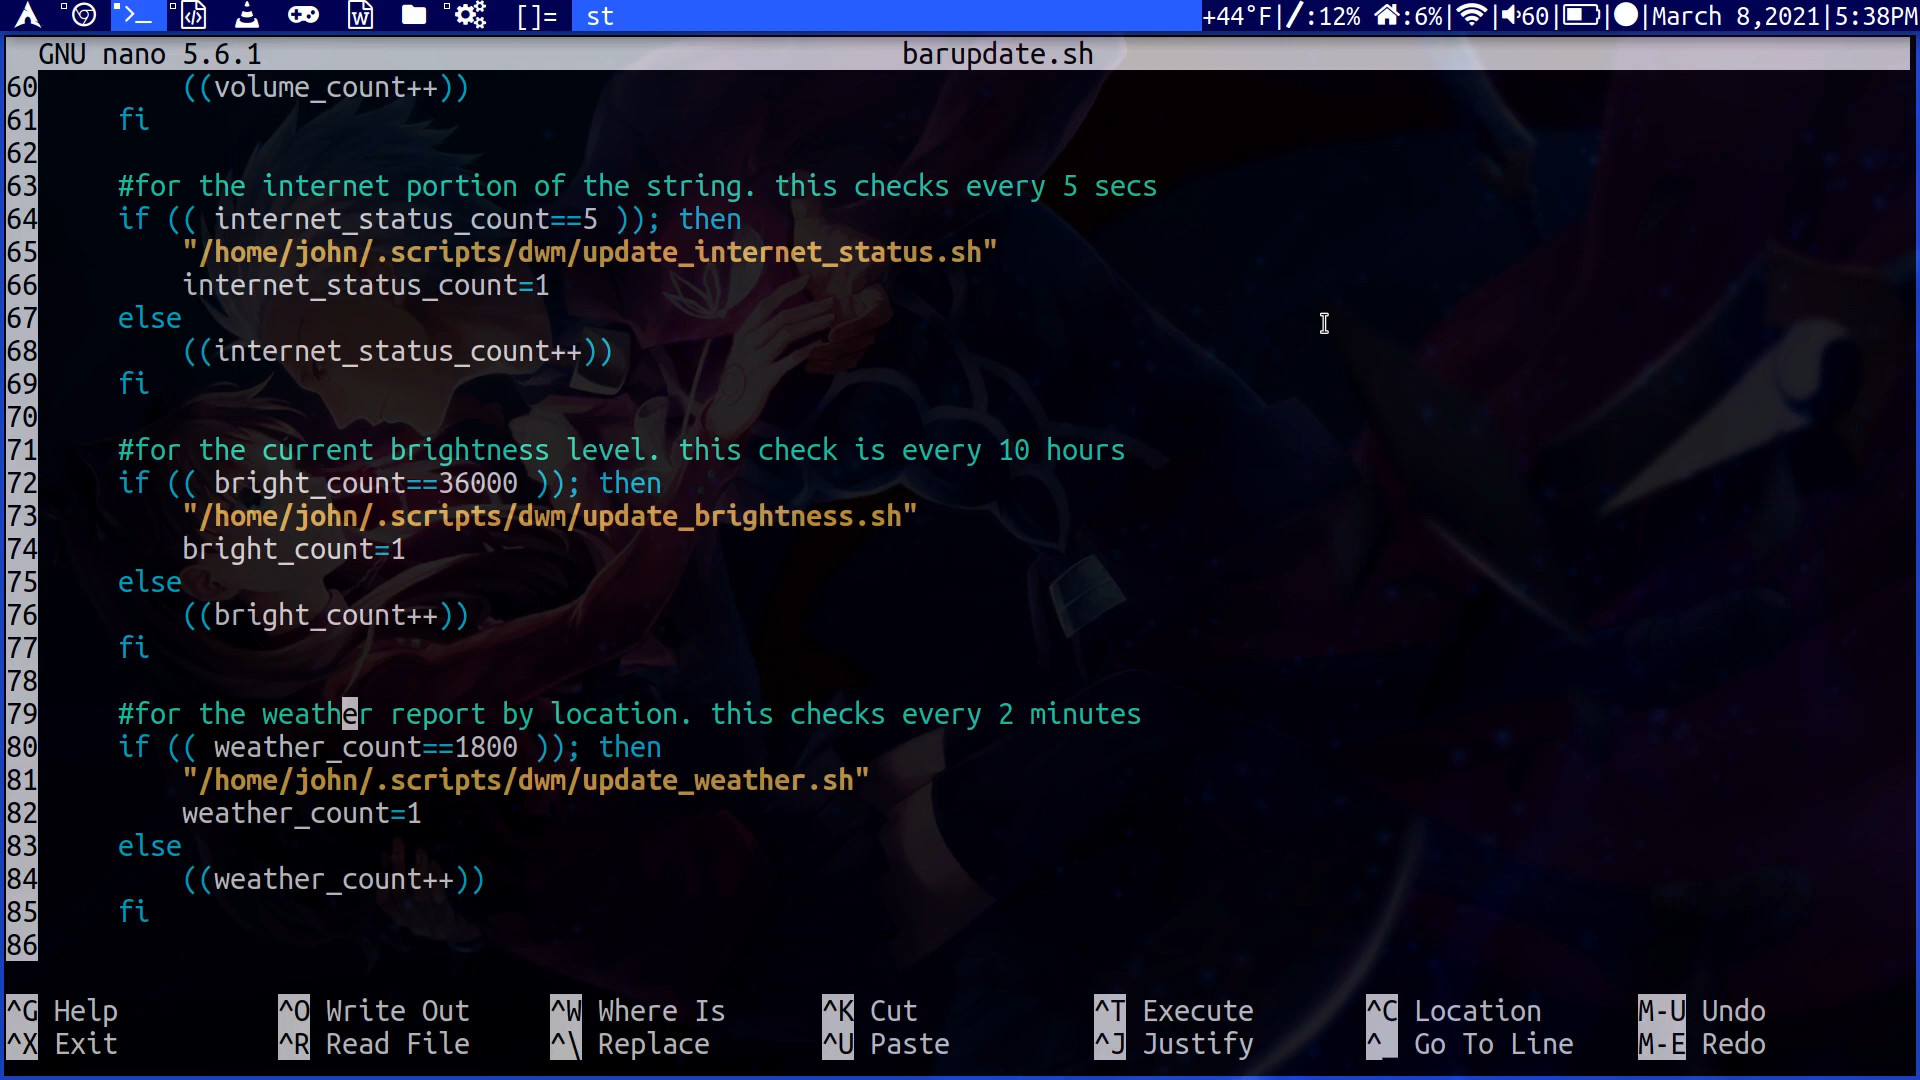 []= st +44°F|/:12% :6%| | 60| | |March 8,2021|5:38PM
GNU nano 5.6.1 barupdate.sh
60 ((volume_count++))
61 fi
62
63 #for the internet portion of the string. this checks every 5 secs
64 if (( internet_status_count==5 )); then
65 "/home/john/.scripts/dwm/update_internet_status.sh"
66 internet_status_count=1
67 else
68 ((internet_status_count++))
69 fi
70
71 #for the current brightness level. this check is every 10 hours
72 if (( bright_count==36000 )); then
73 "/home/john/.scripts/dwm/update_brightness.sh"
74 bright_count=1
75 else
76 ((bright_count++))
77 fi
78
79 #for the weather report by location. this checks every 2 minutes
80 if (( weather_count==1800 )); then
81 "/home/john/.scripts/dwm/update_weather.sh"
82 weather_count=1
83 else
84 ((weather_count++))
85 fi
86
^G Help ^O Write Out ^W Where Is ^K Cut ^T Execute ^C Location M-U Undo
^X Exit ^R Read File ^\ Replace ^U Paste ^J Justify ^_ Go To Line M-E Redo